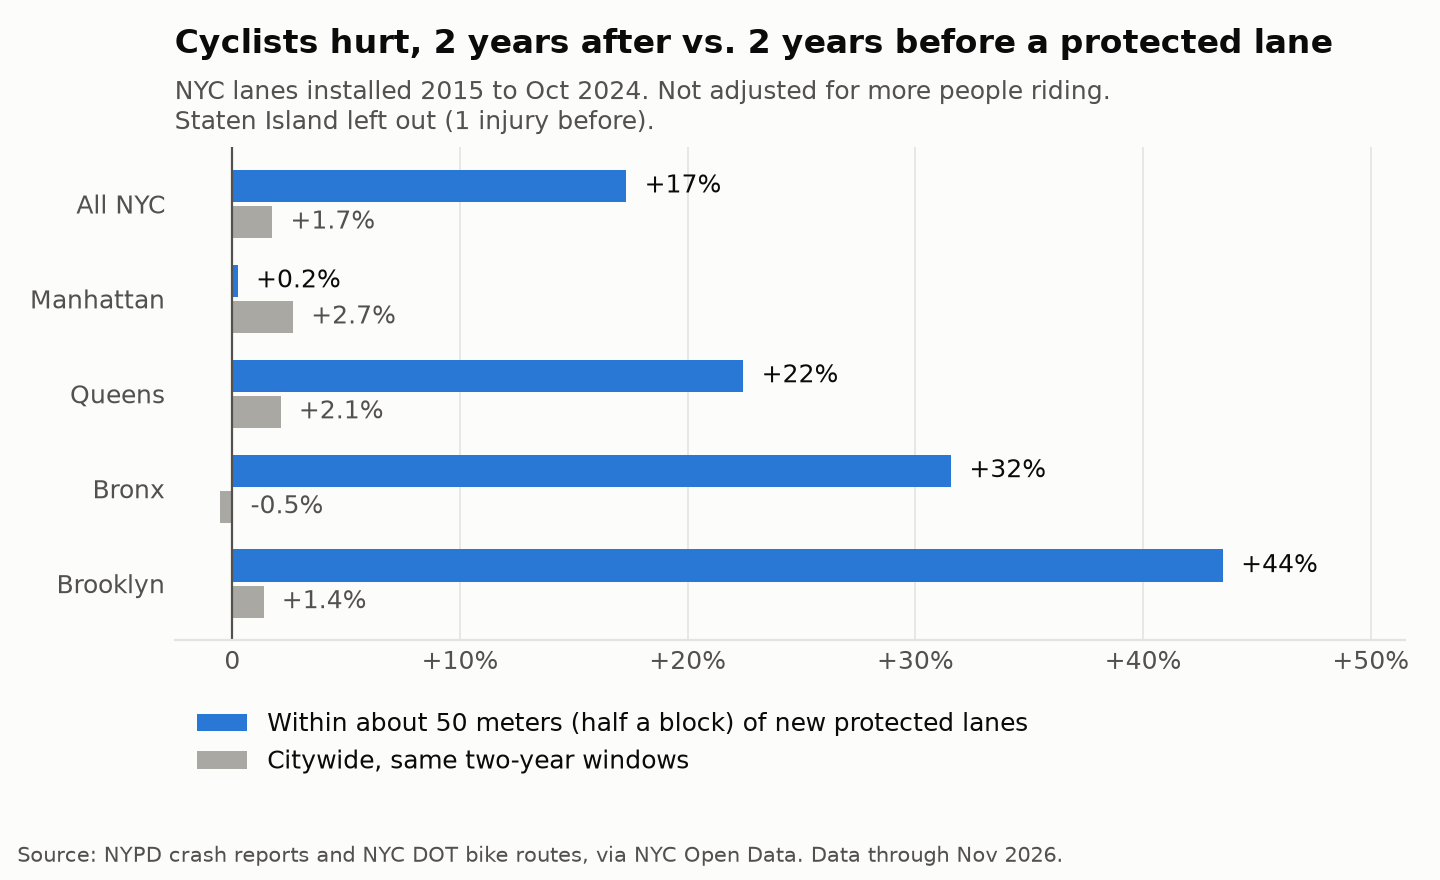 Cyclists hurt, 2 years after vs. 2 years before a protected lane
NYC lanes installed 2015 to Oct 2024. Not adjusted for more people riding.
Staten Island left out (1 injury before).
All NYC
+17%
+1.7%
Manhattan
+0.2%
+2.7%
Queens
+22%
+2.1%
Bronx
+32%
-0.5%
Brooklyn
+44%
+1.4%
0 +10% +20% +30% +40% +50%
Within about 50 meters (half a block) of new protected lanes
Citywide, same two-year windows
Source: NYPD crash reports and NYC DOT bike routes, via NYC Open Data. Data through Nov 2026.